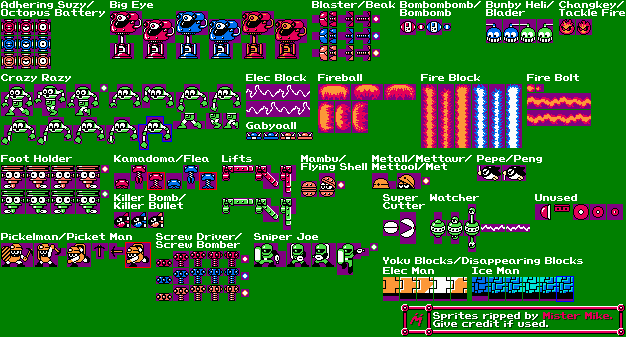 Adhering Suzy/
Octopus Battery
Big Eye
Blaster/Beak
Bombombomb/
Bombomb
Bunby Heli/
Blader
Changkey/
Tackle Fire
Crazy Razy
Elec Block
Gabyoall
Fireball
Fire Block
Fire Bolt
Foot Holder
Kamadoma/Flea
Killer Bomb/
Killer Bullet
Lifts
Mambu/
Flying Shell
Metall/Mettaur/
Mettool/Met
Pepe/Peng
Super
Cutter
Watcher
Unused
Pickelman/Picket Man
Screw Driver/
Screw Bomber
Sniper Joe
Yoku Blocks/Disappearing Blocks
Elec Man
Ice Man
Sprites ripped by Mister Mike.
Give credit if used.